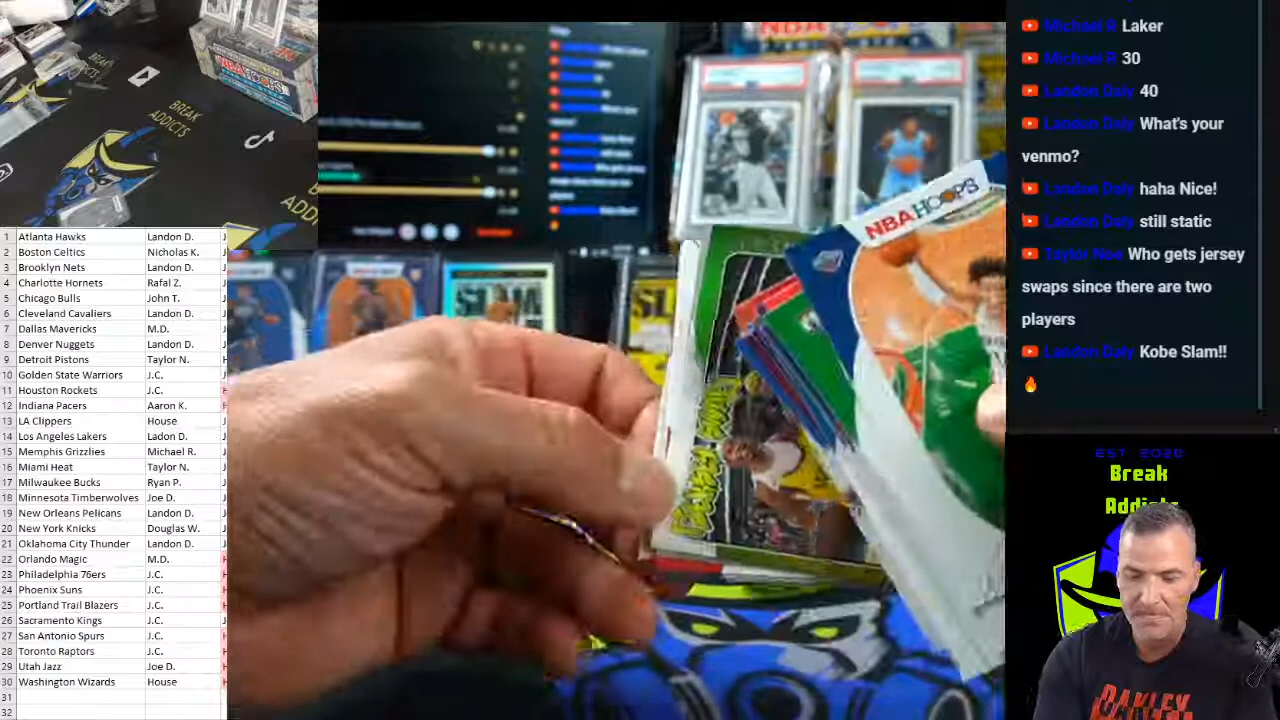 BREAK
ADDICTS
NBA HOOPS
1 Atlanta Hawks Landon D.
2 Boston Celtics Nicholas K.
3 Brooklyn Nets Landon D.
4 Charlotte Hornets Rafal Z.
5 Chicago Bulls John T.
6 Cleveland Cavaliers Landon D.
7 Dallas Mavericks M.D.
8 Denver Nuggets Landon D.
9 Detroit Pistons Taylor N.
10 Golden State Warriors J.C.
11 Houston Rockets J.C.
12 Indiana Pacers Aaron K.
13 LA Clippers House
14 Los Angeles Lakers Ladon D.
15 Memphis Grizzlies Michael R.
16 Miami Heat Taylor N.
17 Milwaukee Bucks Ryan P.
18 Minnesota Timberwolves Joe D.
19 New Orleans Pelicans Landon D.
20 New York Knicks Douglas W.
21 Oklahoma City Thunder Landon D.
22 Orlando Magic M.D.
23 Philadelphia 76ers J.C.
24 Phoenix Suns J.C.
25 Portland Trail Blazers J.C.
26 Sacramento Kings J.C.
27 San Antonio Spurs J.C.
28 Toronto Raptors J.C.
29 Utah Jazz Joe D.
30 Washington Wizards House
31
32
NBA HOOPS
SLAM
Michael R Laker
Michael R 30
Landon Daly 40
Landon Daly What's your
venmo?
Landon Daly haha Nice!
Landon Daly still static
Taylor Noe Who gets jersey
swaps since there are two
players
Landon Daly Kobe Slam!!
🔥
EST 2020
Break
Addicts
OAKLEY